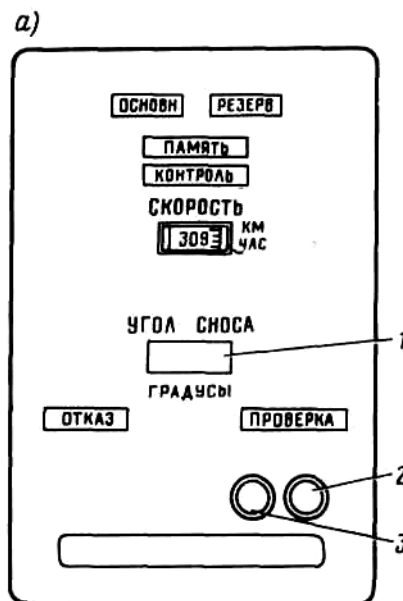 а)
ОСНОВН РЕЗЕРВ
ПАМЯТЬ
КОНТРОЛЬ
СКОРОСТЬ
309 КМ
ЧАС
УГОЛ СНОСА
1
ГРАДУСЫ
ОТКАЗ ПРОВЕРКА
2
3